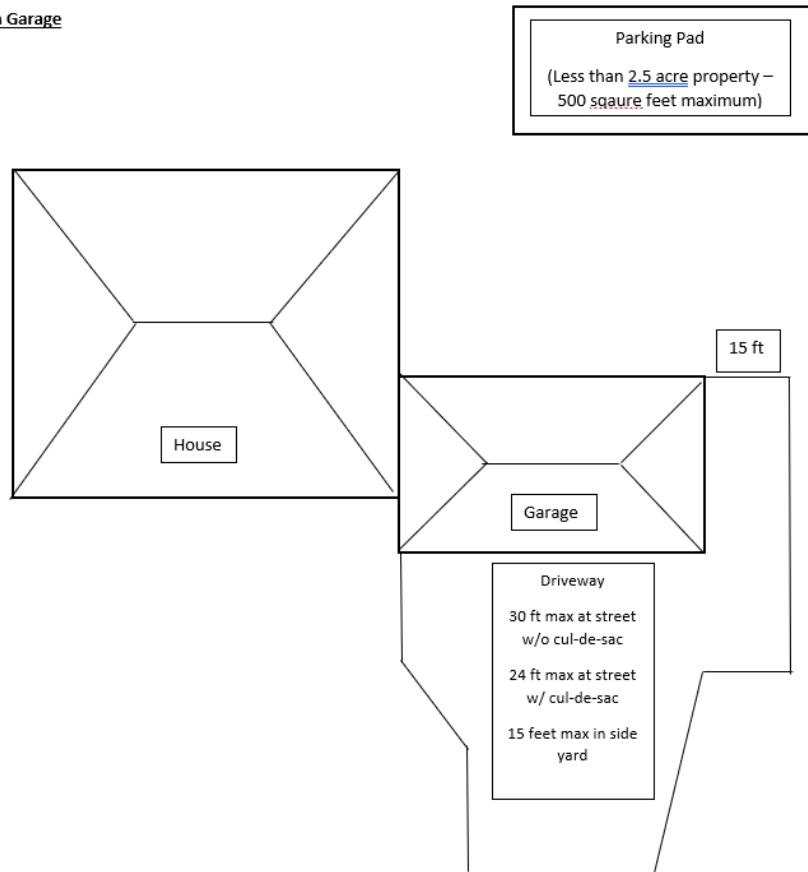 Garage
Parking Pad
(Less than 2.5 acre property –
500 sqaure feet maximum)
15 ft
House
Garage
Driveway
30 ft max at street
w/o cul-de-sac
24 ft max at street
w/ cul-de-sac
15 feet max in side
yard